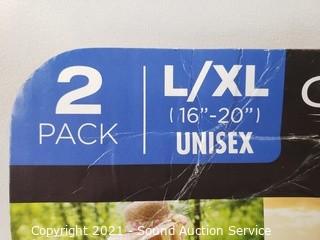 2
PACK
L/XL
(16"-20")
UNISEX
Copyright 2021 - Sound Auction Service